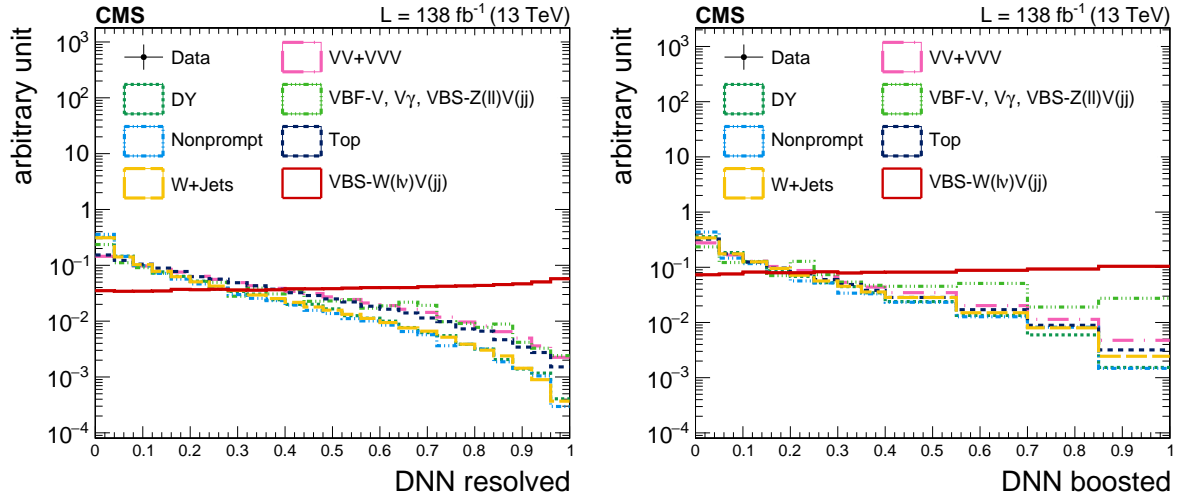 CMS L = 138 fb⁻¹ (13 TeV)
arbitrary unit
10³
10²
10
1
10⁻¹
10⁻²
10⁻³
10⁻⁴
Data
VV+VVV
DY
VBF-V, Vγ, VBS-Z(ll)V(jj)
Nonprompt
Top
W+Jets
VBS-W(lν)V(jj)
0 0.1 0.2 0.3 0.4 0.5 0.6 0.7 0.8 0.9 1
DNN resolved
CMS L = 138 fb⁻¹ (13 TeV)
arbitrary unit
10³
10²
10
1
10⁻¹
10⁻²
10⁻³
10⁻⁴
Data
VV+VVV
DY
VBF-V, Vγ, VBS-Z(ll)V(jj)
Nonprompt
Top
W+Jets
VBS-W(lν)V(jj)
0 0.1 0.2 0.3 0.4 0.5 0.6 0.7 0.8 0.9 1
DNN boosted